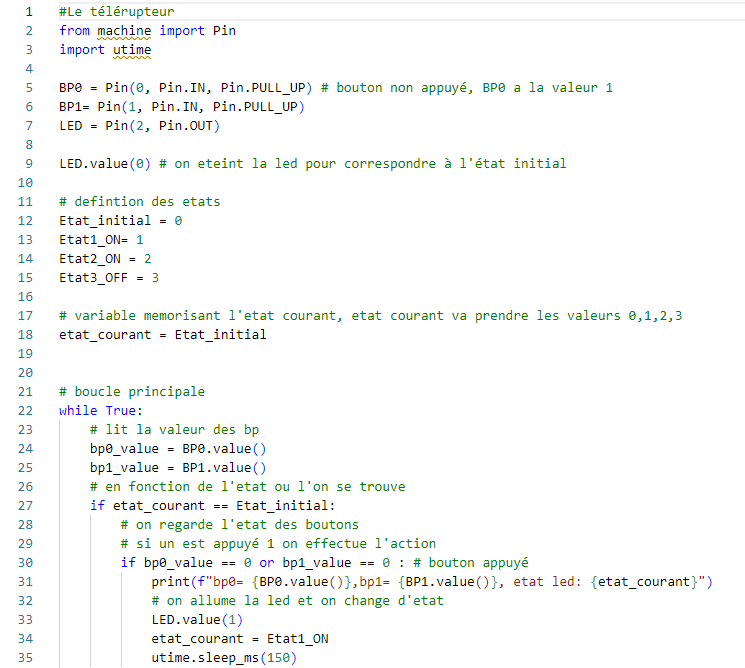 1 #Le télérupteur
2 from machine import Pin
3 import utime
4
5 BP0 = Pin(0, Pin.IN, Pin.PULL_UP) # bouton non appuyé, BP0 a la valeur 1
6 BP1= Pin(1, Pin.IN, Pin.PULL_UP)
7 LED = Pin(2, Pin.OUT)
8
9 LED.value(0) # on eteint la led pour correspondre à l'état initial
10
11 # defintion des etats
12 Etat_initial = 0
13 Etat1_ON= 1
14 Etat2_ON = 2
15 Etat3_OFF = 3
16
17 # variable memorisant l'etat courant, etat courant va prendre les valeurs 0,1,2,3
18 etat_courant = Etat_initial
19
20
21 # boucle principale
22 while True:
23     # lit la valeur des bp
24     bp0_value = BP0.value()
25     bp1_value = BP1.value()
26     # en fonction de l'etat ou l'on se trouve
27     if etat_courant == Etat_initial:
28         # on regarde l'etat des boutons
29         # si un est appuyé 1 on effectue l'action
30         if bp0_value == 0 or bp1_value == 0 : # bouton appuyé
31             print(f"bp0= {BP0.value()},bp1= {BP1.value()}, etat led: {etat_courant}")
32             # on allume la led et on change d'etat
33             LED.value(1)
34             etat_courant = Etat1_ON
35             utime.sleep_ms(150)